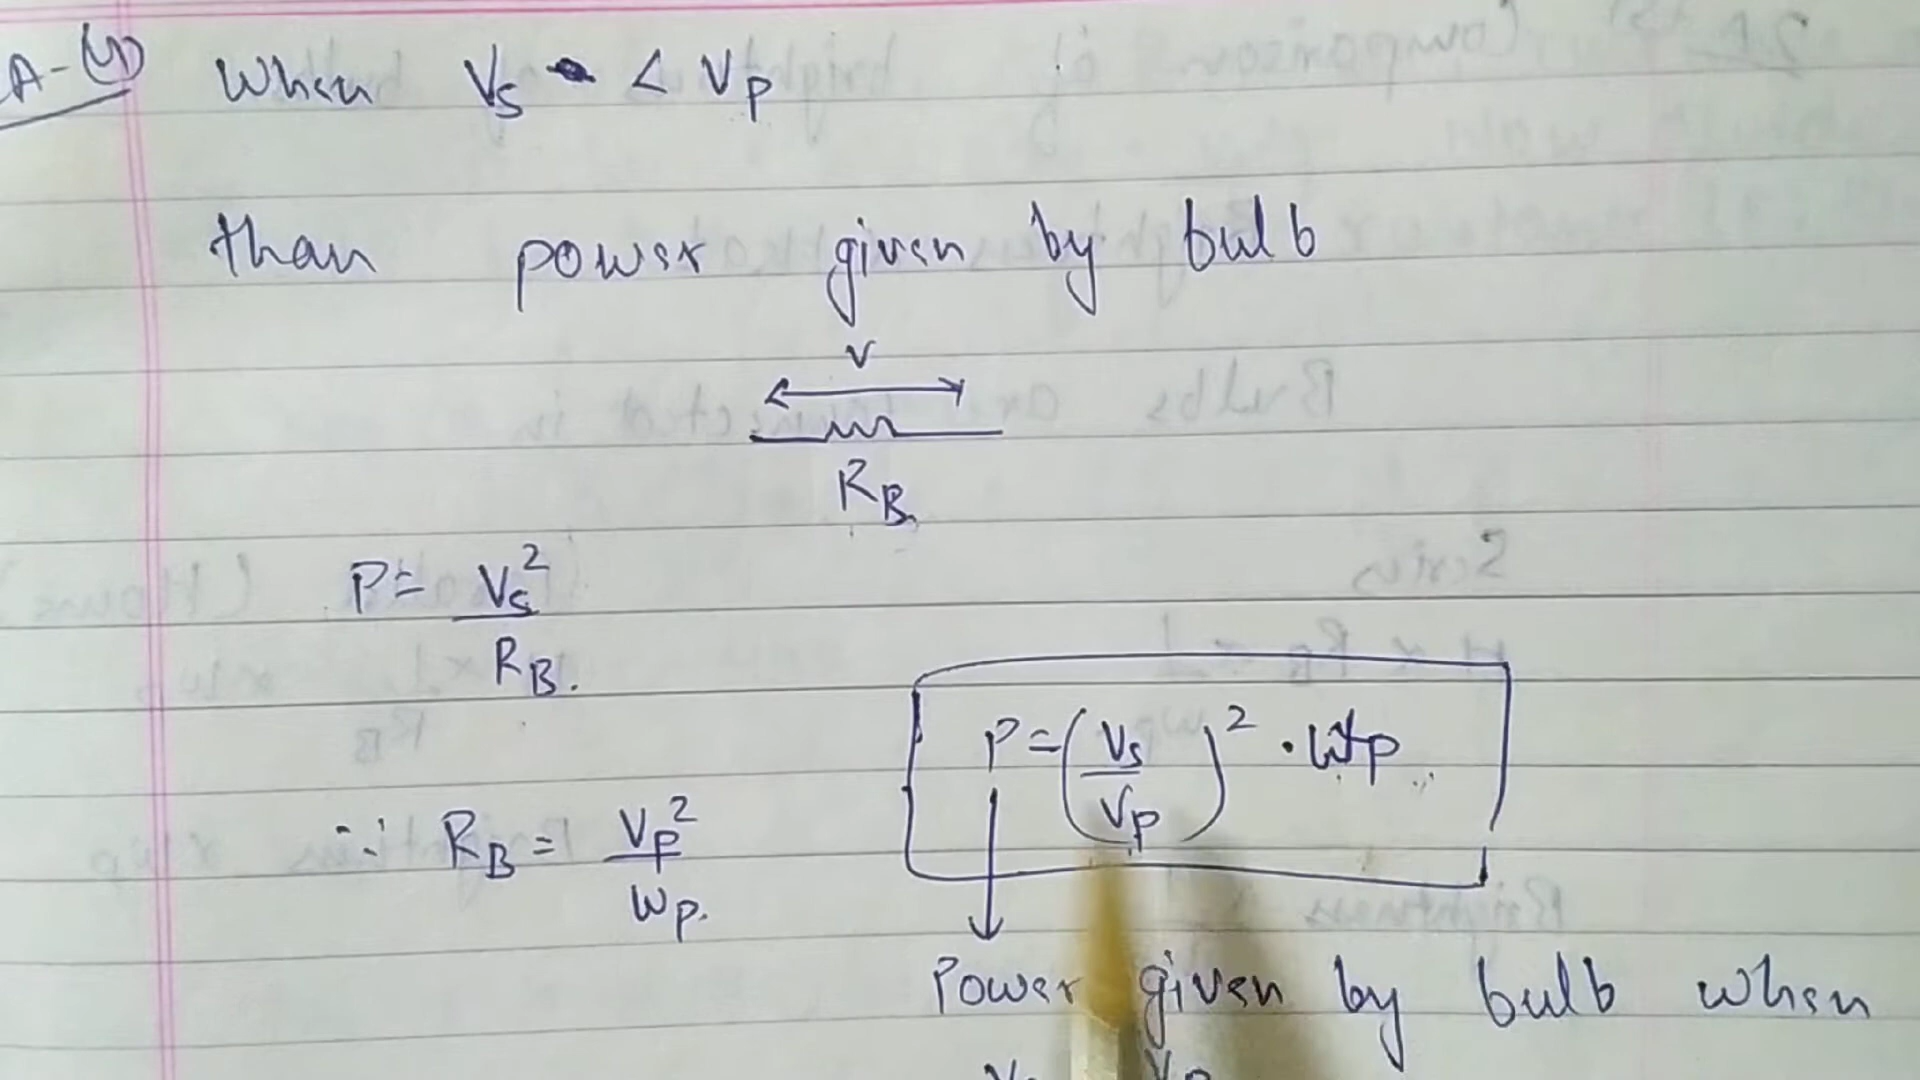 A-(4) When Vs < Vp
than power given by bulb
V
RB.
P = Vs²
RB.
P = (Vs/Vp)² · Wp
∵ RB = Vp²
Wp.
Power given by bulb when